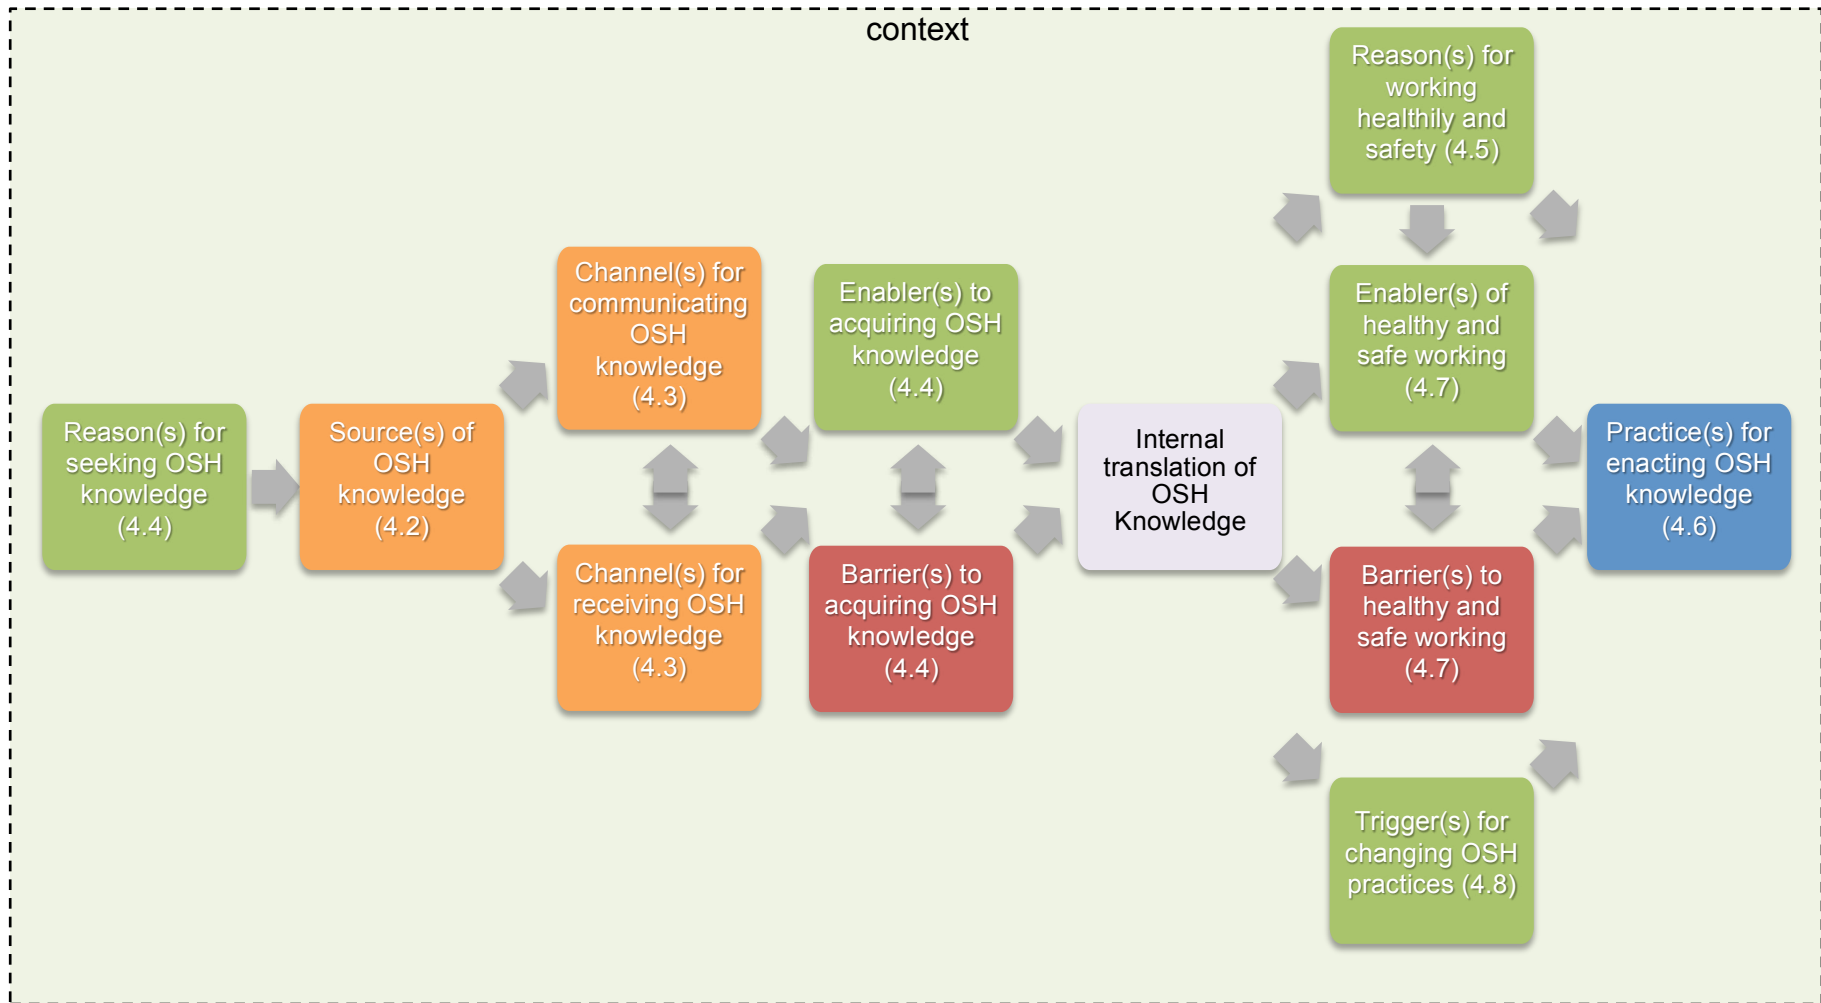 context
Reason(s) for
working
healthily and
safety (4.5)
Channel(s) for
communicating
OSH
knowledge
(4.3)
Enabler(s) to
acquiring OSH
knowledge
(4.4)
Enabler(s) of
healthy and
safe working
(4.7)
Reason(s) for
seeking OSH
knowledge
(4.4)
Source(s) of
OSH
knowledge
(4.2)
Internal
translation of
OSH
Knowledge
Practice(s) for
enacting OSH
knowledge
(4.6)
Channel(s) for
receiving OSH
knowledge
(4.3)
Barrier(s) to
acquiring OSH
knowledge
(4.4)
Barrier(s) to
healthy and
safe working
(4.7)
Trigger(s) for
changing OSH
practices (4.8)